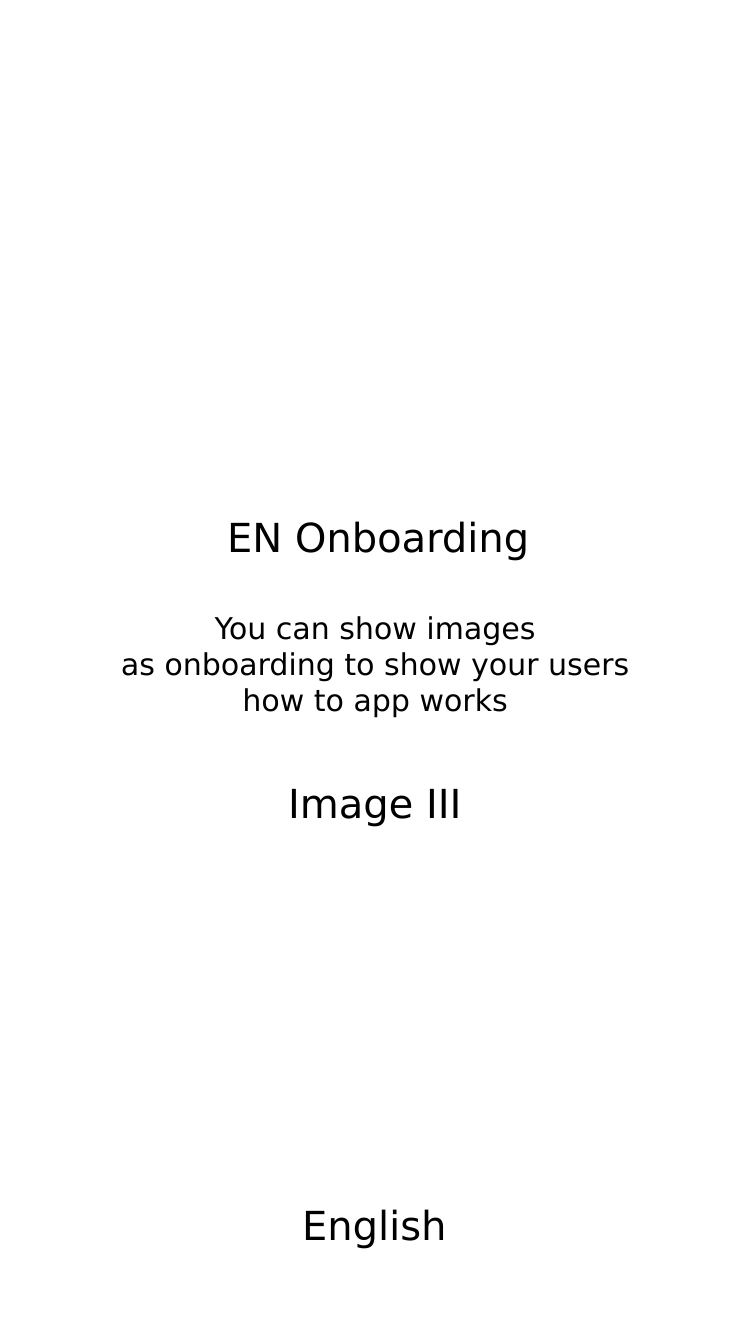 EN Onboarding
You can show images
as onboarding to show your users
how to app works
Image III
English